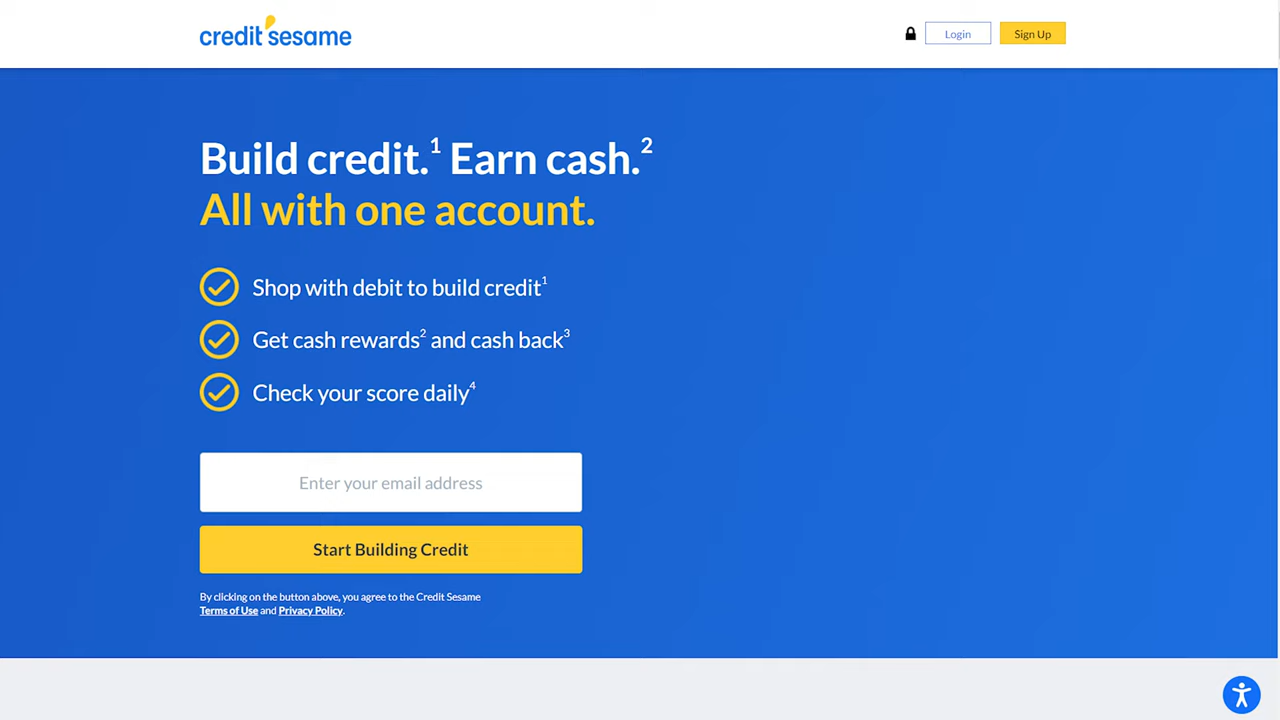 credit sesame
Login
Sign Up
Build credit.¹ Earn cash.²
All with one account.
Shop with debit to build credit¹
Get cash rewards² and cash back³
Check your score daily⁴
Enter your email address
Start Building Credit
By clicking on the button above, you agree to the Credit Sesame
Terms of Use and Privacy Policy.